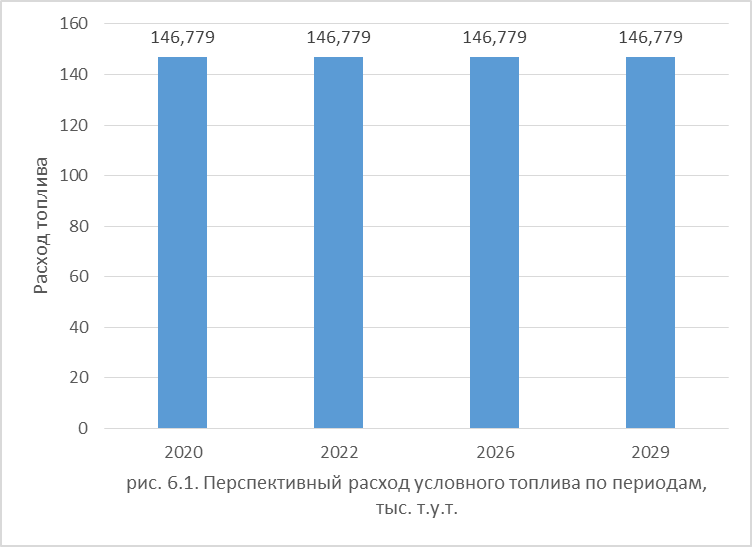 160
146,779 146,779 146,779 146,779
140
120
100
80
60
40
20
0
Расход топлива
2020 2022 2026 2029
рис. 6.1. Перспективный расход условного топлива по периодам,
тыс. т.у.т.